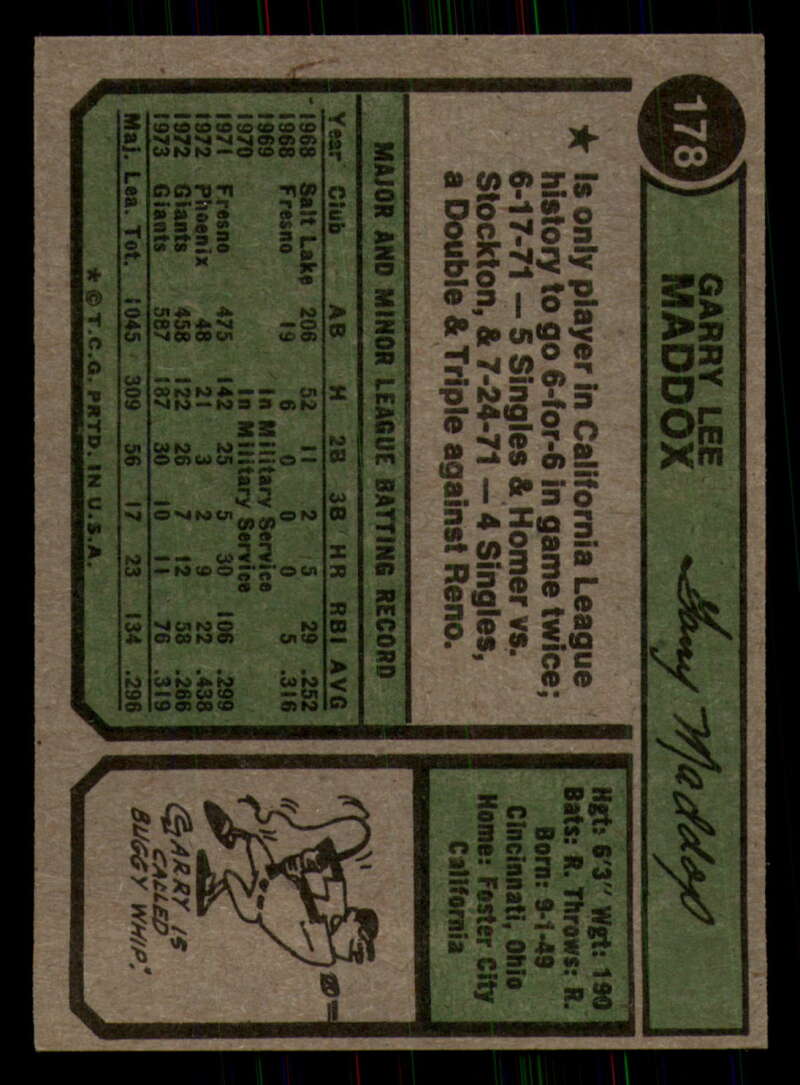 178
GARRY LEE
MADDOX
Garry Maddox
★ Is only player in California League
history to go 6-for-6 in game twice;
6-17-71 — 5 Singles & Homer vs.
Stockton, & 7-24-71 — 4 Singles,
a Double & Triple against Reno.
MAJOR AND MINOR LEAGUE BATTING RECORD
Year Club AB H 2B 3B HR RBI AVG
1968 Salt Lake 206 52 11 2 5 29 .252
1968 Fresno 19 6 0 0 0 5 .316
1969 In Military Service
1970 In Military Service
1971 Fresno 475 142 25 5 30 106 .299
1972 Phoenix 48 21 3 2 9 22 .438
1972 Giants 458 122 26 7 12 58 .266
1973 Giants 587 187 30 10 11 76 .319
Maj. Lea. Tot. 1045 309 56 17 23 134 .296
* © T.C.G. PRTD. IN U.S.A.
Hgt: 6'3" Wgt: 190
Bats: R. Throws: R.
Born: 9-1-49
Cincinnati, Ohio
Home: Foster City
California
GARRY IS
CALLED
BUGGY WHIP.